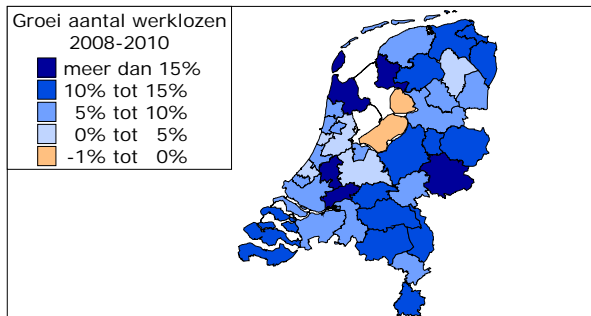 Groei aantal werklozen
2008-2010
meer dan 15%
10% tot 15%
5% tot 10%
0% tot 5%
-1% tot 0%